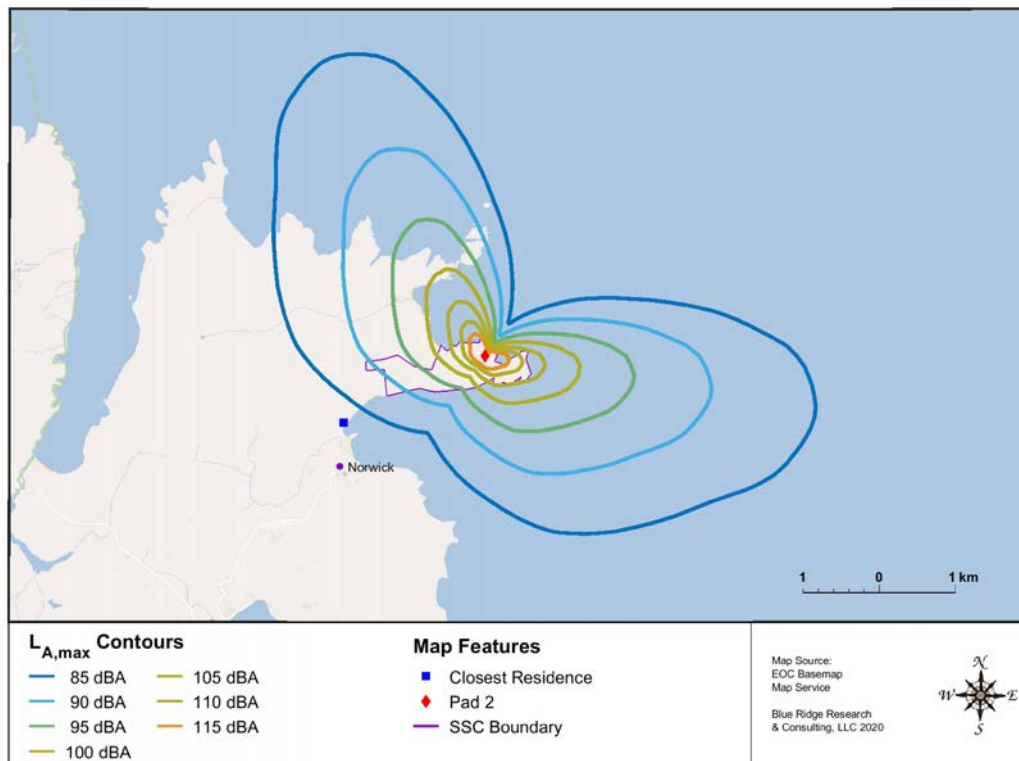 Norwick
1 0 1 km
L A,max Contours
85 dBA
90 dBA
95 dBA
100 dBA
105 dBA
110 dBA
115 dBA
Map Features
Closest Residence
Pad 2
SSC Boundary
Map Source:
EOC Basemap
Map Service
Blue Ridge Research
& Consulting, LLC 2020
N
W E
S